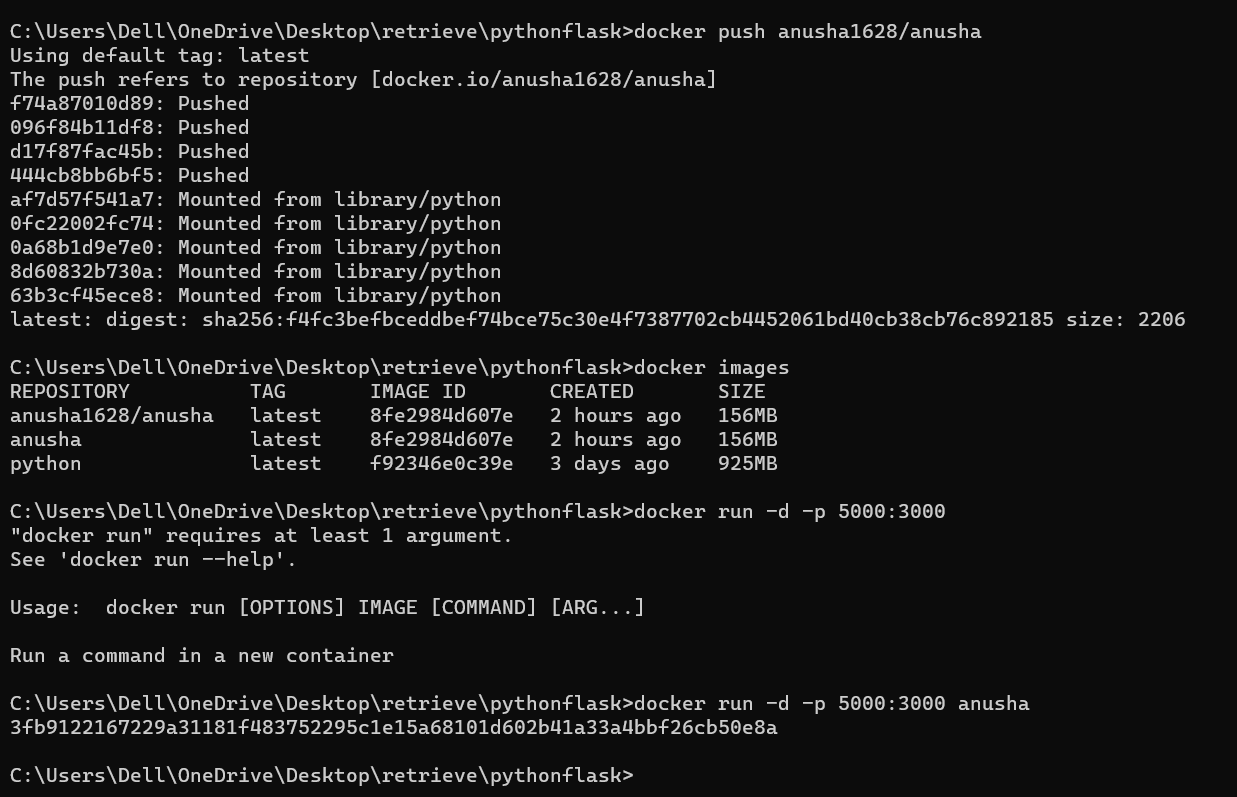 C:\Users\Dell\OneDrive\Desktop\retrieve\pythonflask>docker push anusha1628/anusha
Using default tag: latest
The push refers to repository [docker.io/anusha1628/anusha]
f74a87010d89: Pushed
096f84b11df8: Pushed
d17f87fac45b: Pushed
444cb8bb6bf5: Pushed
af7d57f541a7: Mounted from library/python
0fc22002fc74: Mounted from library/python
0a68b1d9e7e0: Mounted from library/python
8d60832b730a: Mounted from library/python
63b3cf45ece8: Mounted from library/python
latest: digest: sha256:f4fc3befbceddbef74bce75c30e4f7387702cb4452061bd40cb38cb76c892185 size: 2206
C:\Users\Dell\OneDrive\Desktop\retrieve\pythonflask>docker images
REPOSITORY          TAG       IMAGE ID       CREATED       SIZE
anusha1628/anusha   latest    8fe2984d607e   2 hours ago   156MB
anusha              latest    8fe2984d607e   2 hours ago   156MB
python              latest    f92346e0c39e   3 days ago    925MB
C:\Users\Dell\OneDrive\Desktop\retrieve\pythonflask>docker run -d -p 5000:3000
"docker run" requires at least 1 argument.
See 'docker run --help'.
Usage:  docker run [OPTIONS] IMAGE [COMMAND] [ARG...]
Run a command in a new container
C:\Users\Dell\OneDrive\Desktop\retrieve\pythonflask>docker run -d -p 5000:3000 anusha
3fb9122167229a31181f483752295c1e15a68101d602b41a33a4bbf26cb50e8a
C:\Users\Dell\OneDrive\Desktop\retrieve\pythonflask>